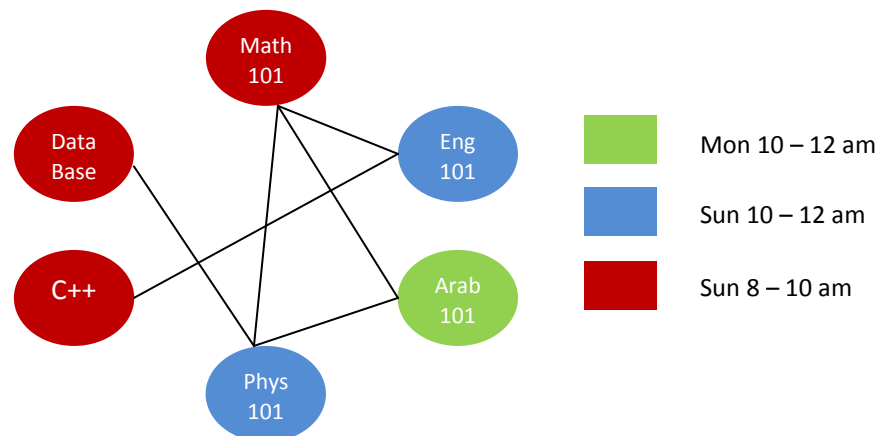 Math
101
Data
Base
Eng
101
C++
Arab
101
Phys
101
Mon 10 – 12 am
Sun 10 – 12 am
Sun 8 – 10 am